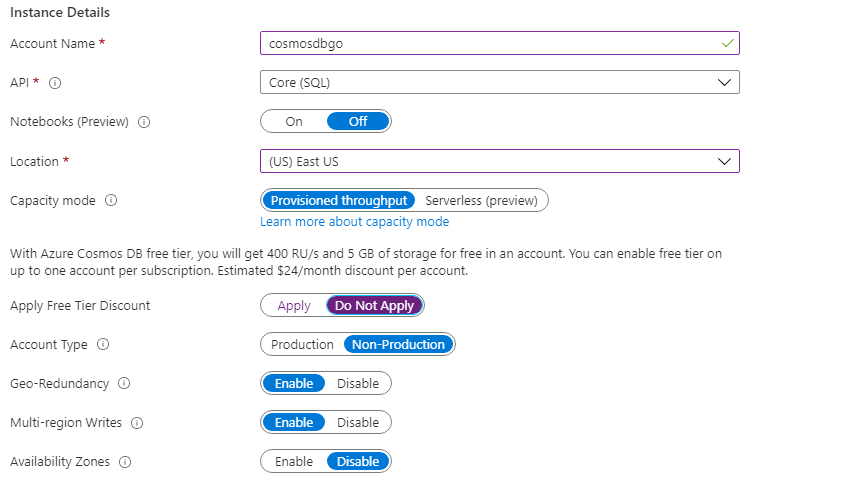 Instance Details
Account Name *
cosmosdbgo
API *
Core (SQL)
Notebooks (Preview)
On Off
Location *
(US) East US
Capacity mode
Provisioned throughput Serverless (preview)
Learn more about capacity mode
With Azure Cosmos DB free tier, you will get 400 RU/s and 5 GB of storage for free in an account. You can enable free tier on
up to one account per subscription. Estimated $24/month discount per account.
Apply Free Tier Discount
Apply Do Not Apply
Account Type
Production Non-Production
Geo-Redundancy
Enable Disable
Multi-region Writes
Enable Disable
Availability Zones
Enable Disable